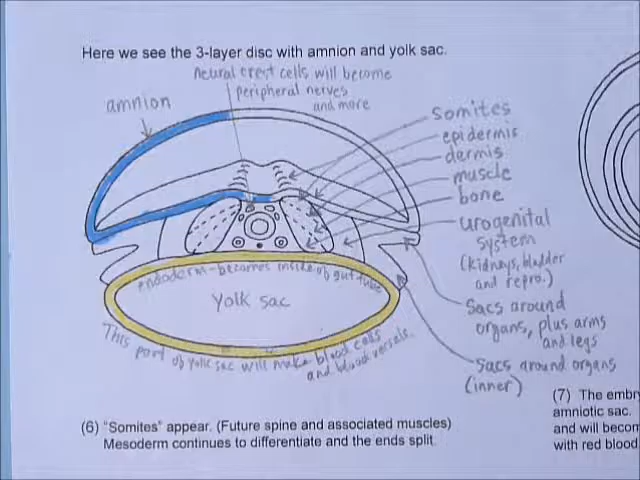 Here we see the 3-layer disc with amnion and yolk sac.
neural crest cells will become
peripheral nerves
and more
amnion
somites
epidermis
dermis
muscle
bone
urogenital
system
(kidneys, bladder
and repro.)
Sacs around
organs, plus arms
and legs
Sacs around organs
(inner)
endoderm - becomes inside of gut tube
Yolk sac
This part of yolk sac will make blood cells
and blood vessels.
(6) "Somites" appear. (Future spine and associated muscles)
Mesoderm continues to differentiate and the ends split.
(7) The embr
amniotic sac.
and will becom
with red blood